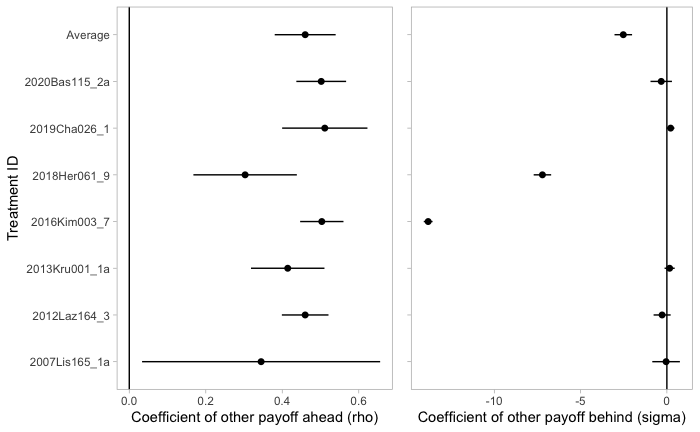 Treatment ID
Average
2020Bas115_2a
2019Cha026_1
2018Her061_9
2016Kim003_7
2013Kru001_1a
2012Laz164_3
2007Lis165_1a
0.0 0.2 0.4 0.6
Coefficient of other payoff ahead (rho)
-10 -5 0
Coefficient of other payoff behind (sigma)